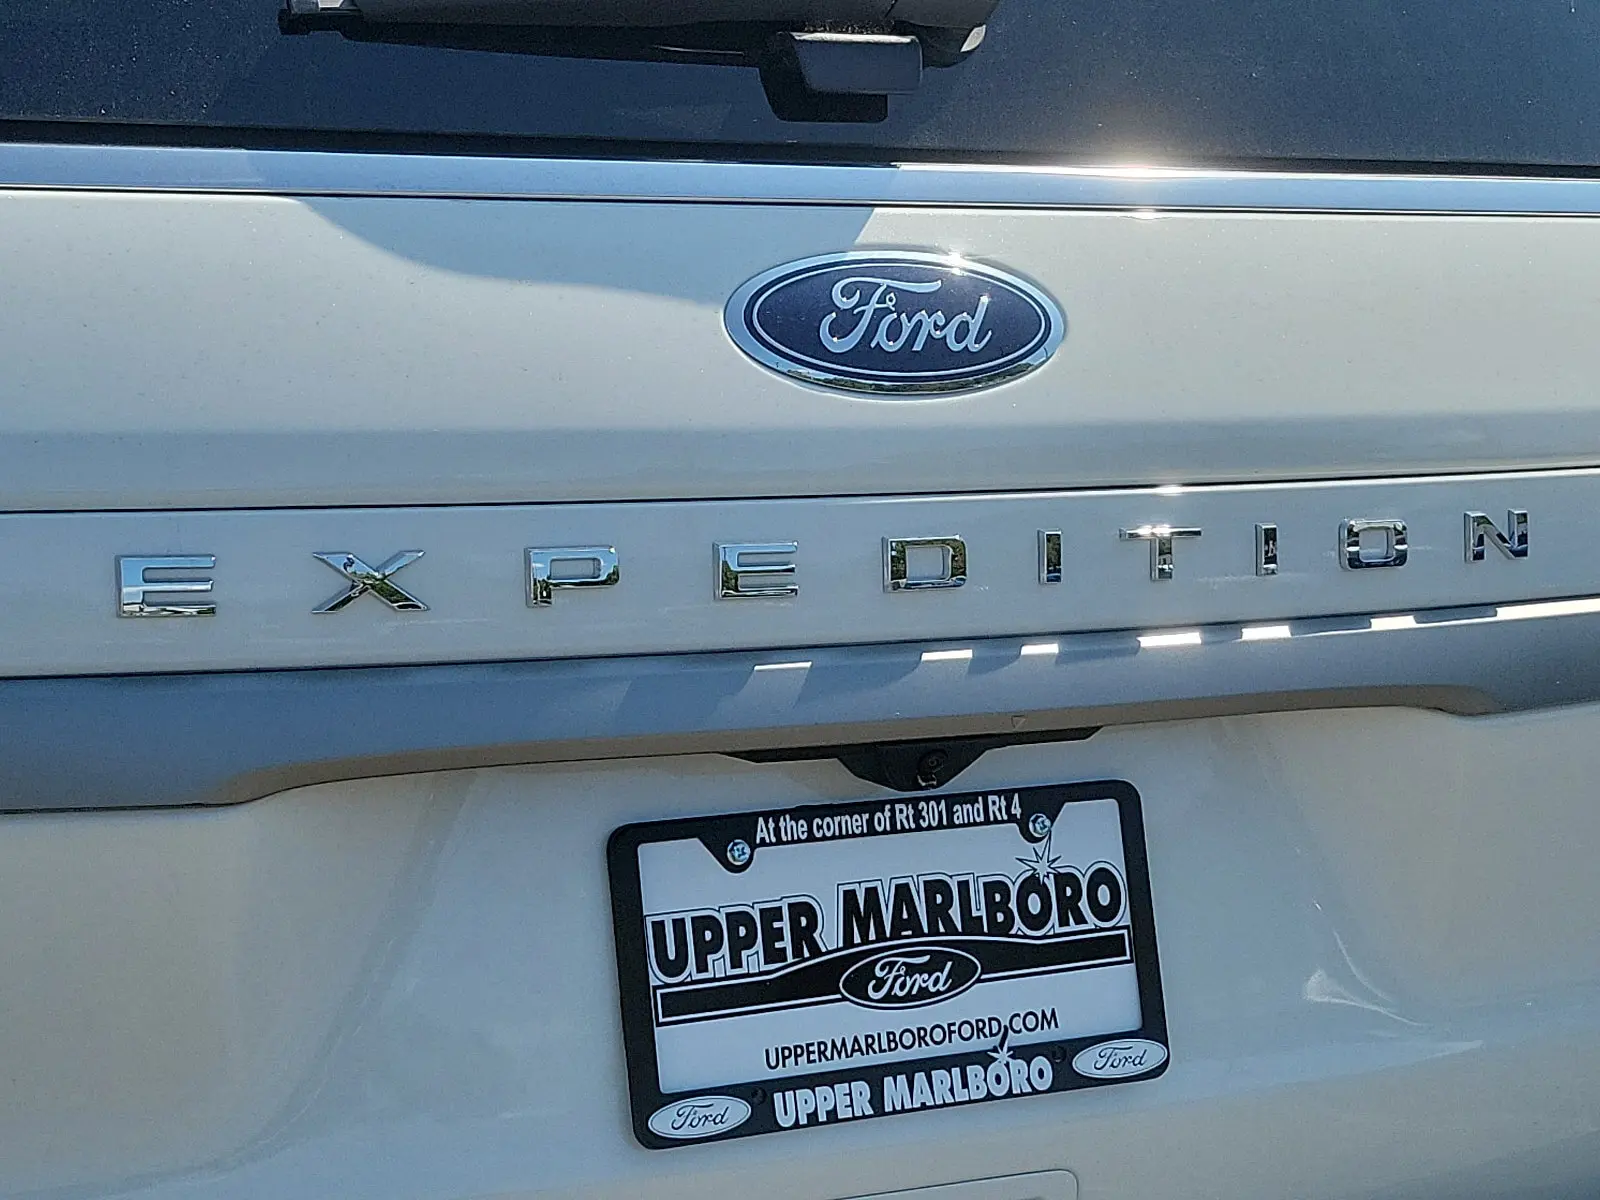 Ford
EXPEDITION
At the corner of Rt 301 and Rt 4
UPPER MARLBORO
Ford
UPPERMARLBOROFORD.COM
Ford UPPER MARLBORO Ford